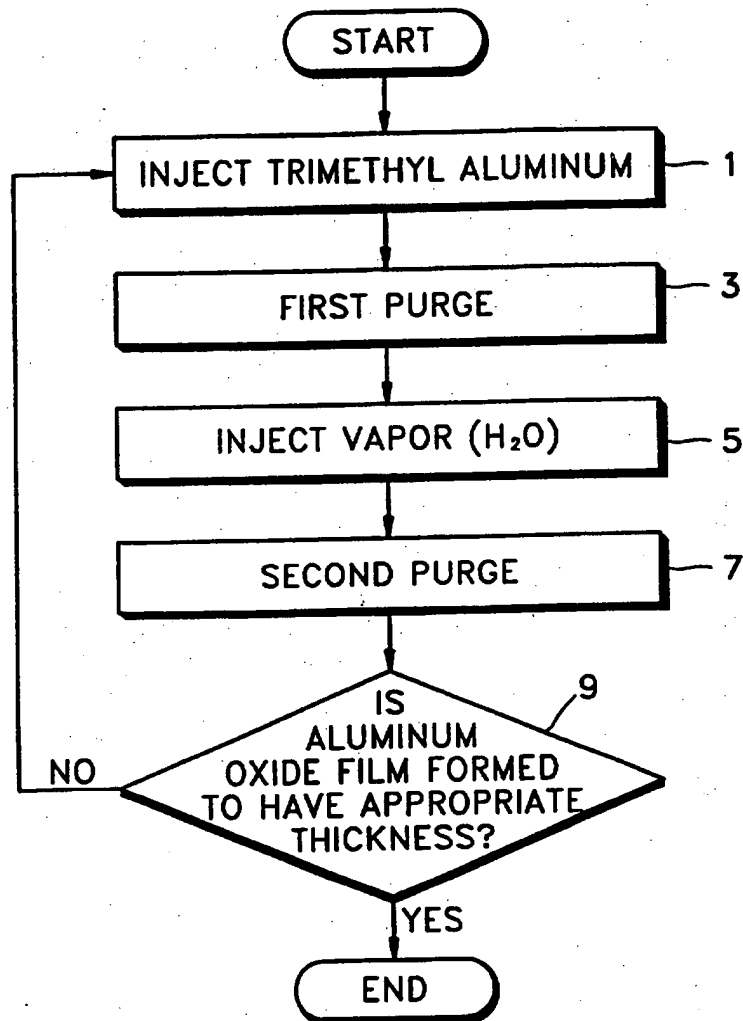 START
INJECT TRIMETHYL ALUMINUM
1
FIRST PURGE
3
INJECT VAPOR (H₂O)
5
SECOND PURGE
7
9
IS
ALUMINUM
OXIDE FILM FORMED
TO HAVE APPROPRIATE
THICKNESS?
NO
YES
END